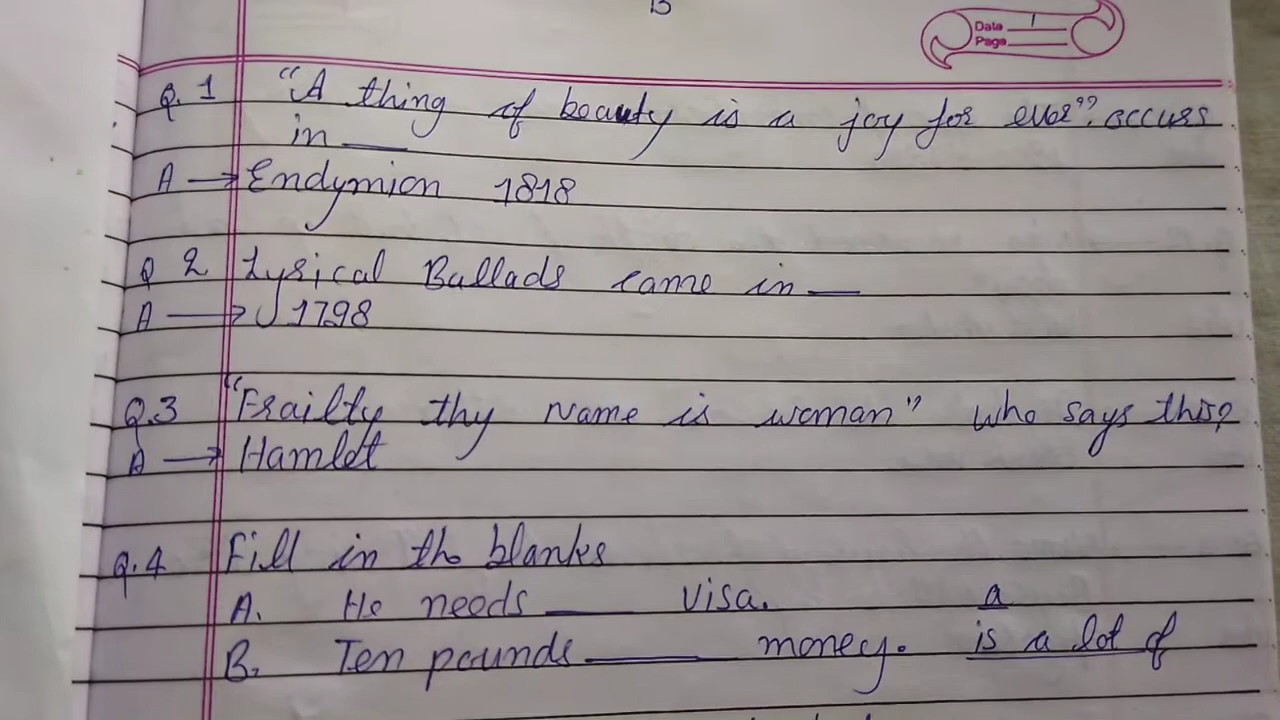 B
Date
Page
Q.1 "A thing of beauty is a joy for ever". occurs
in ___
A → Endymion 1818
Q 2 Lyrical Ballads came in ___
A → 1798
Q.3 "Frailty thy Name is woman" who says this?
A → Hamlet
Q.4 Fill in the blanks
A. He needs ___ visa. a
B. Ten pounds ___ money. is a lot of